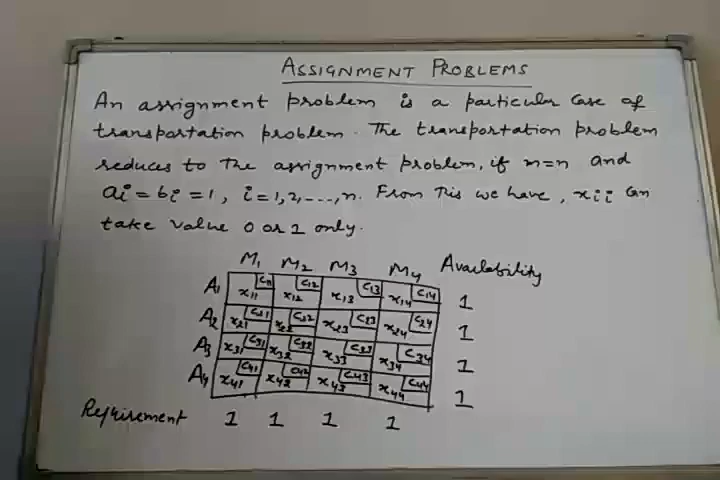 ASSIGNMENT PROBLEMS
An assignment problem is a particular case of
transportation problem. The transportation problem
reduces to the assignment problem, if m=n and
ai = bi = 1, i=1,2,---,n. From this we have, xij can
take value 0 or 1 only.
M1 M2 M3 M4 Availability
A1 x11 c11 x12 c12 x13 c13 x14 c14 1
A2 x21 c21 x22 c22 x23 c23 x24 c24 1
A3 x31 c31 x32 c32 x33 c33 x34 c34 1
A4 x41 c41 x42 c42 x43 c43 x44 c44 1
Requirement 1 1 1 1